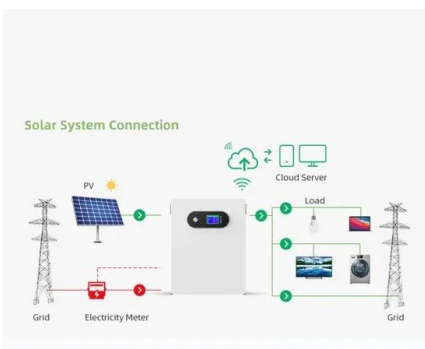 Solar System Connection
PV
Cloud Server
Load
Grid
Electricity Meter
Grid